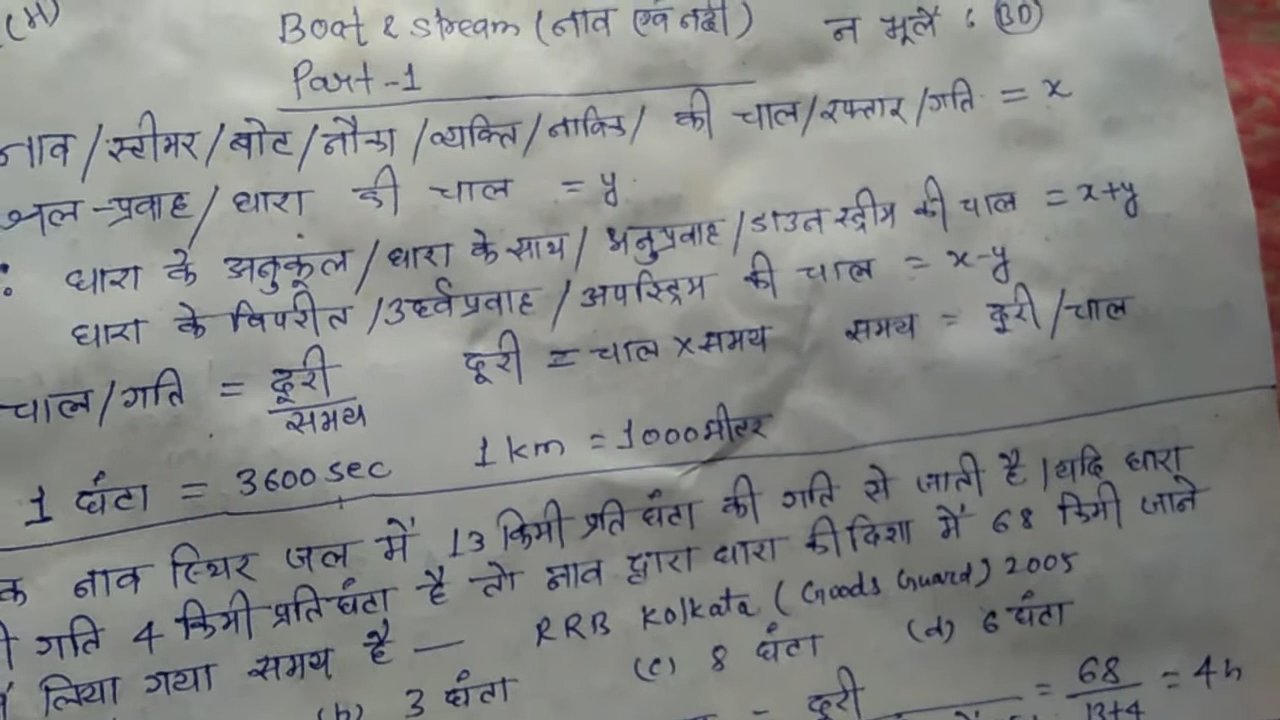 (M) Boat & Stream (नाव एवं नदी) न भूलें : (BD)
Part-1
नाव/स्टीमर/बोट/नौका/व्यक्ति/नाविक/ की चाल/रफ्तार/गति = x
जल-प्रवाह/धारा की चाल = y
: धारा के अनुकूल/धारा के साथ/अनुप्रवाह/डाउन स्ट्रीम की चाल = x+y
धारा के विपरीत/उर्ध्वप्रवाह/अपस्ट्रिम की चाल = x-y
चाल/गति = दूरी/समय दूरी = चाल x समय समय = दुरी/चाल
1 घंटा = 3600 sec 1 km = 1000 मीटर
क नाव स्थिर जल में 13 किमी प्रति घंटा की गति से जाती है। यदि धारा
गति 4 किमी प्रति घंटा है तो नाव द्वारा धारा की दिशा में 68 किमी जाने
लिया गया समय है — RRB Kolkata (Goods Guard) 2005
(b) 3 घंटा (c) 8 घंटा (d) 6 घंटा
दूरी = 68/13+4 = 4h